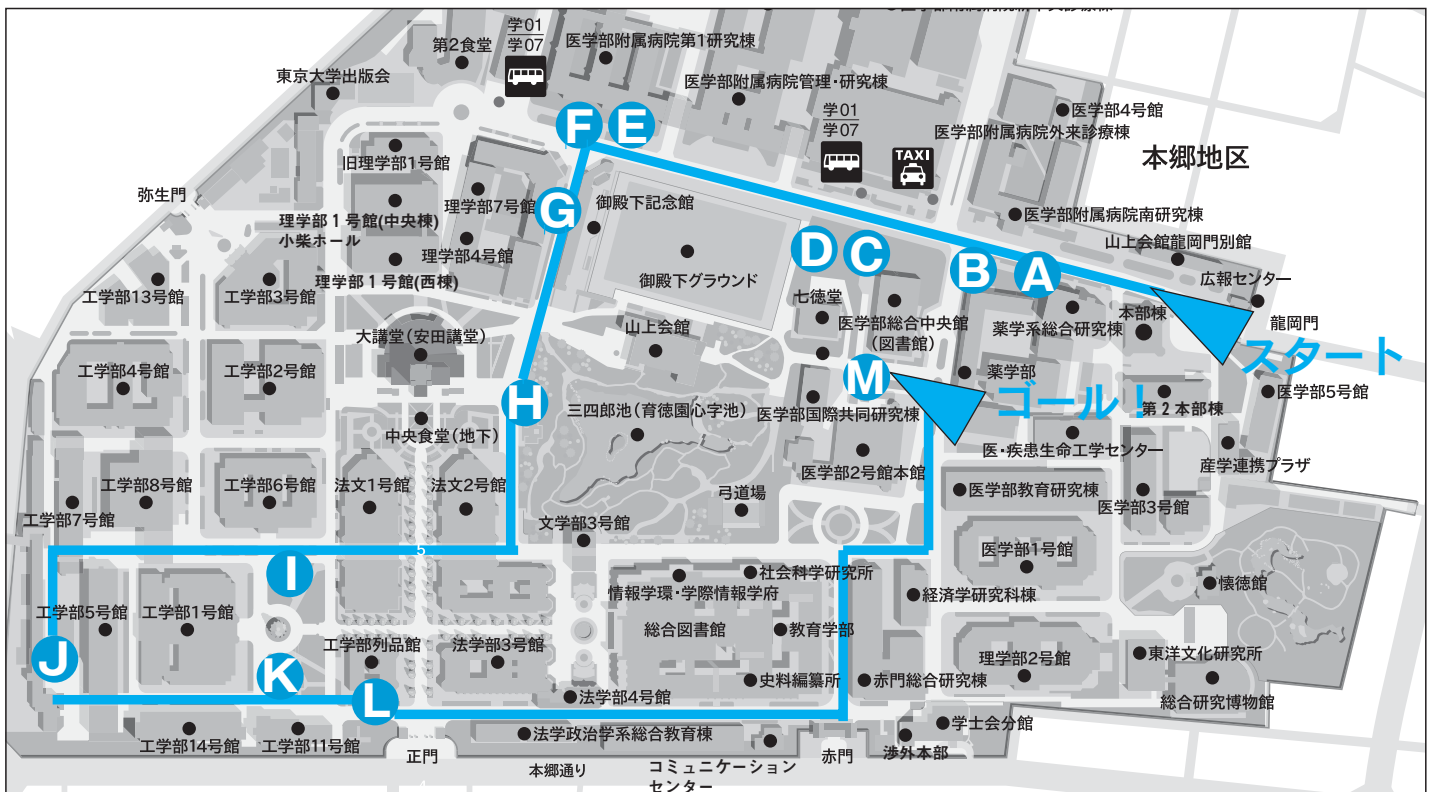 学01
学07
第2食堂
医学部附属病院第1研究棟
東京大学出版会
医学部附属病院管理・研究棟
学01
学07
医学部4号館
医学部附属病院外来診療棟
TAXI
本郷地区
F
E
旧理学部1号館
弥生門
理学部7号館
G
御殿下記念館
医学部附属病院南研究棟
理学部1号館(中央棟)
小柴ホール
理学部4号館
D
C
B
A
山上会館龍岡門別館
広報センター
理学部1号館(西棟)
御殿下グラウンド
工学部13号館
工学部3号館
七徳堂
医学部総合中央館
(図書館)
薬学系総合研究棟
本部棟
龍岡門
大講堂(安田講堂)
山上会館
スタート
工学部4号館
工学部2号館
M
薬学部
H
ゴール!
医学部5号館
三四郎池(育徳園心字池)
医学部国際共同研究棟
第2本部棟
中央食堂(地下)
医・疾患生命工学センター
産学連携プラザ
医学部2号館本館
工学部8号館
工学部6号館
法文1号館
法文2号館
弓道場
医学部教育研究棟
医学部3号館
工学部7号館
文学部3号館
5
医学部1号館
I
社会科学研究所
情報学環・学際情報学府
経済学研究科棟
懐徳館
工学部5号館
工学部1号館
総合図書館
教育学部
J
工学部列品館
法学部3号館
理学部2号館
東洋文化研究所
K
史料編纂所
赤門総合研究棟
L
法学部4号館
総合研究博物館
学士会分館
工学部14号館
工学部11号館
法学政治学系総合教育棟
正門
赤門
渉外本部
本郷通り
コミュニケーション
センター